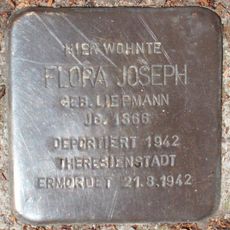 HIER WOHNTE
FLORA JOSEPH
GEB. LIEPMANN
JG. 1866
DEPORTIERT 1942
THERESIENSTADT
ERMORDET 21.8.1942